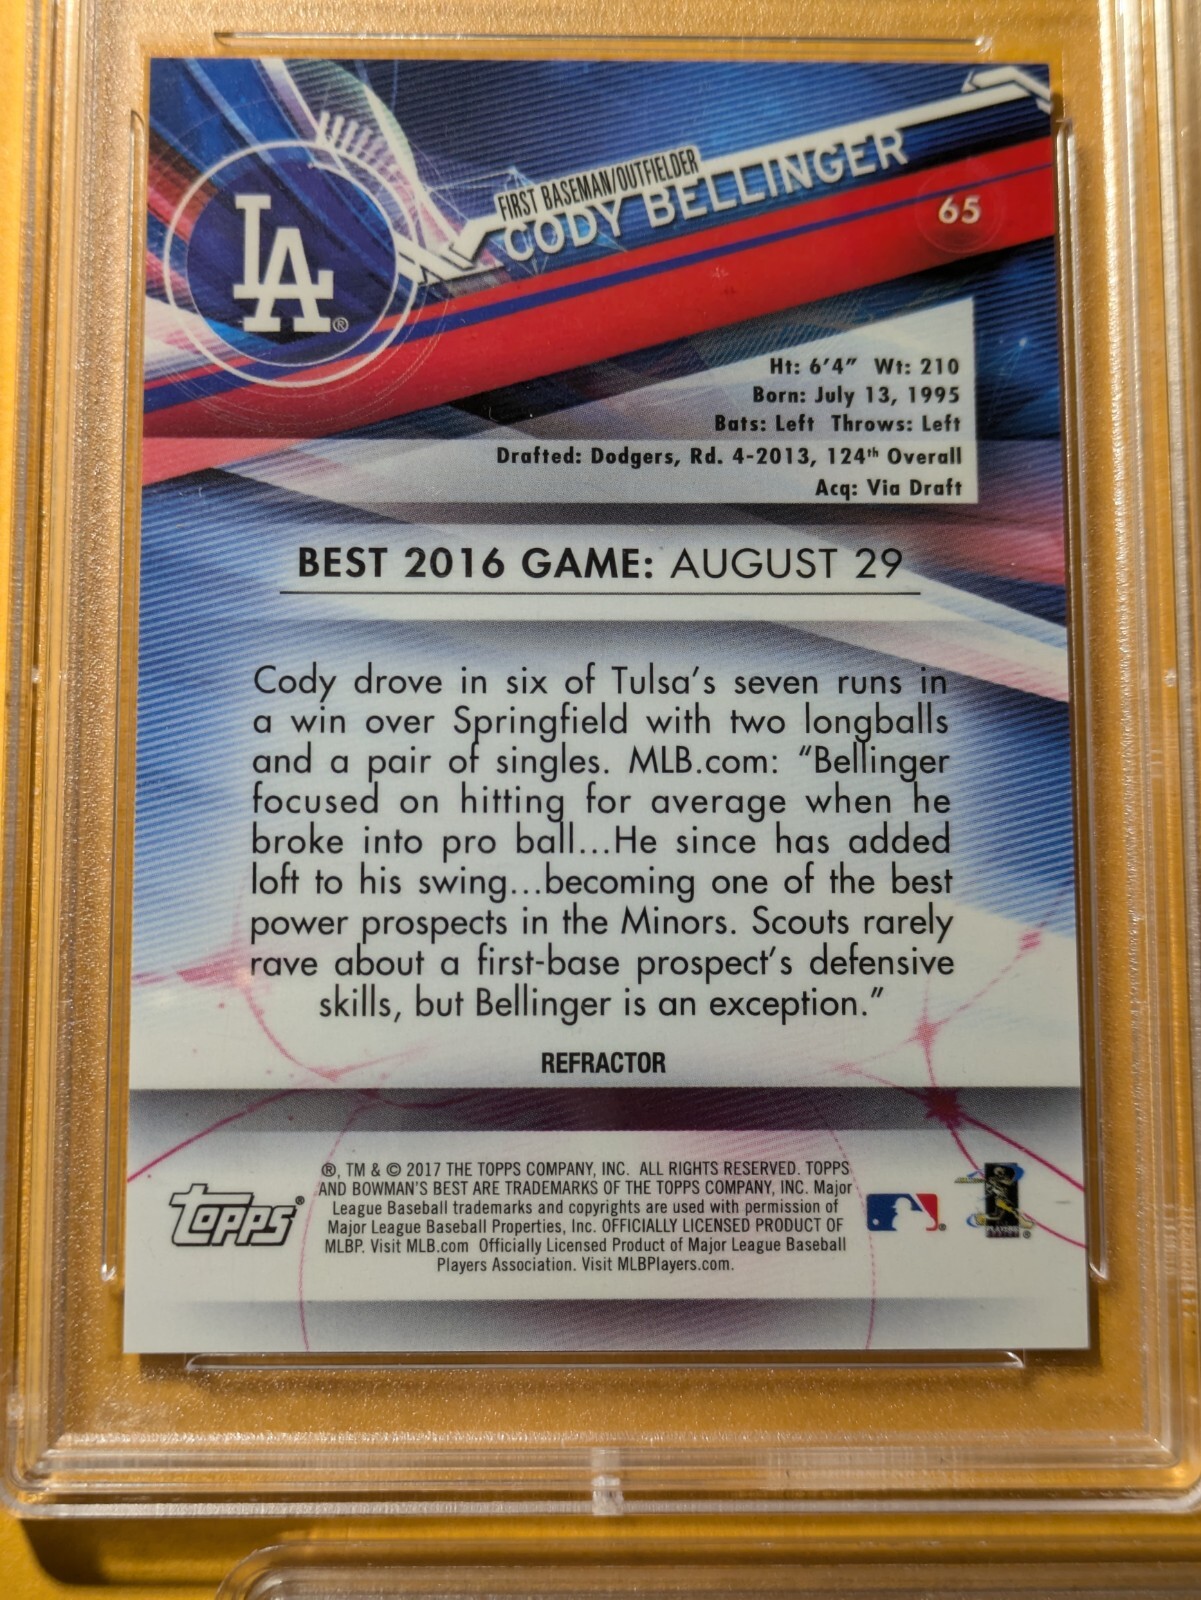 LA®
FIRST BASEMAN/OUTFIELDER
CODY BELLINGER
65
Ht: 6'4" Wt: 210
Born: July 13, 1995
Bats: Left Throws: Left
Drafted: Dodgers, Rd. 4-2013, 124th Overall
Acq: Via Draft
BEST 2016 GAME: AUGUST 29
Cody drove in six of Tulsa's seven runs in
a win over Springfield with two longballs
and a pair of singles. MLB.com: "Bellinger
focused on hitting for average when he
broke into pro ball...He since has added
loft to his swing...becoming one of the best
power prospects in the Minors. Scouts rarely
rave about a first-base prospect's defensive
skills, but Bellinger is an exception."
REFRACTOR
Topps®
®, TM & © 2017 THE TOPPS COMPANY, INC. ALL RIGHTS RESERVED. TOPPS
AND BOWMAN'S BEST ARE TRADEMARKS OF THE TOPPS COMPANY, INC. Major
League Baseball trademarks and copyrights are used with permission of
Major League Baseball Properties, Inc. OFFICIALLY LICENSED PRODUCT OF
MLBP. Visit MLB.com Officially Licensed Product of Major League Baseball
Players Association. Visit MLBPlayers.com.